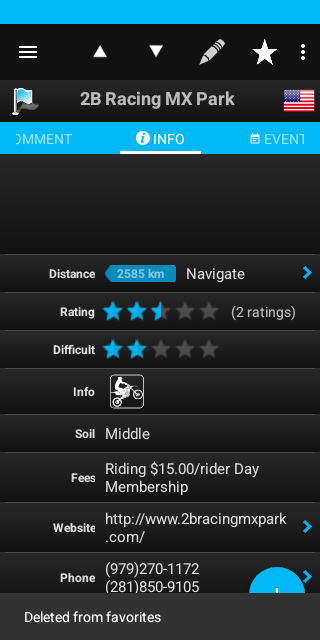 2B Racing MX Park
OMMENT
INFO
EVENT
Distance
2585 km
Navigate
Rating
(2 ratings)
Difficult
Info
Soil
Middle
Fees
Riding $15.00/rider Day
Membership
Website
http://www.2bracingmxpark
.com/
Phone
(979)270-1172
(281)850-9105
Deleted from favorites